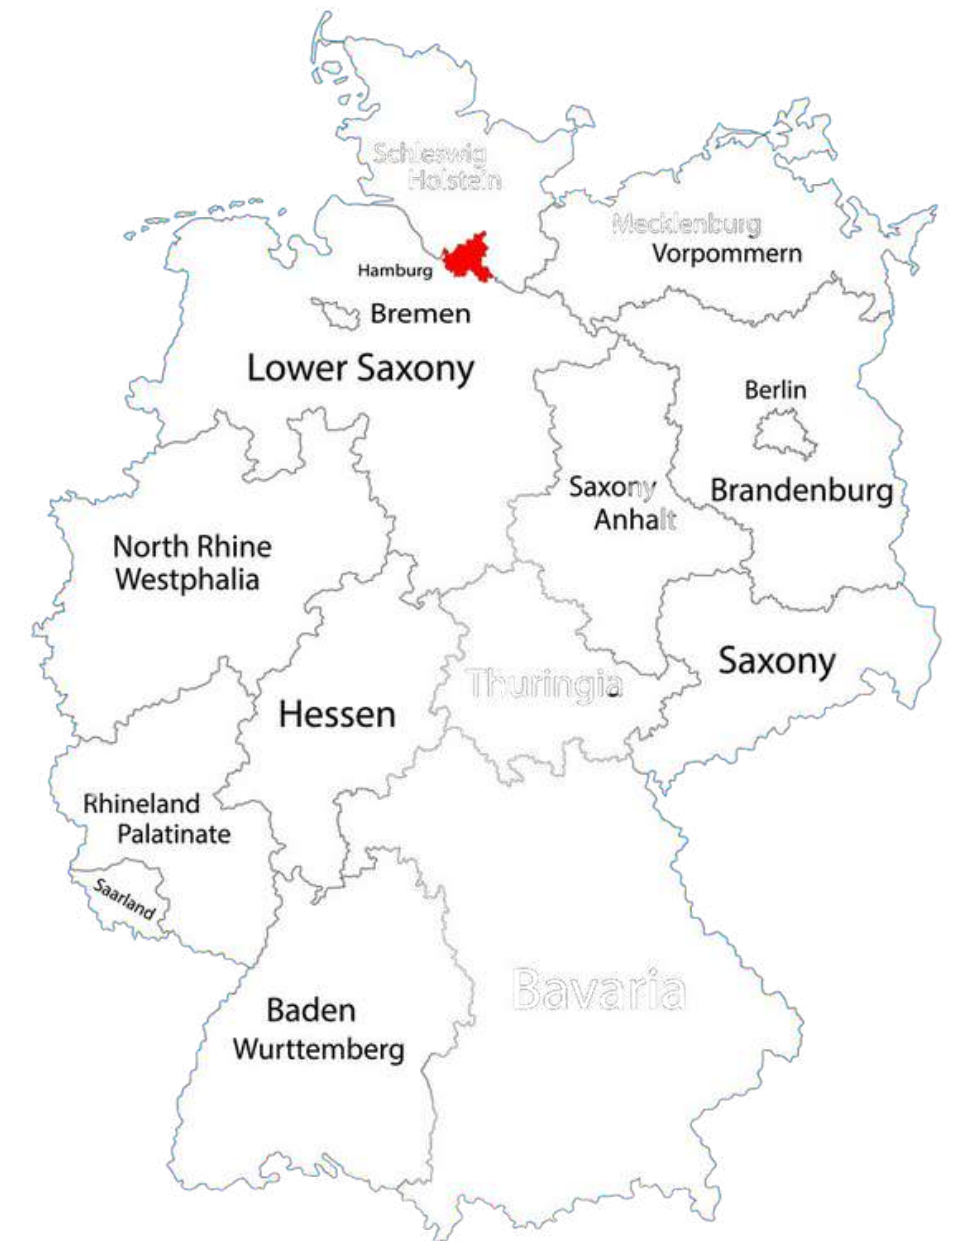 Schleswig
Holstein
Mecklenburg
Vorpommern
Hamburg
Bremen
Lower Saxony
Berlin
Saxony
Anhalt
Brandenburg
North Rhine
Westphalia
Saxony
Thuringia
Hessen
Rhineland
Palatinate
Saarland
Bavaria
Baden
Wurttemberg